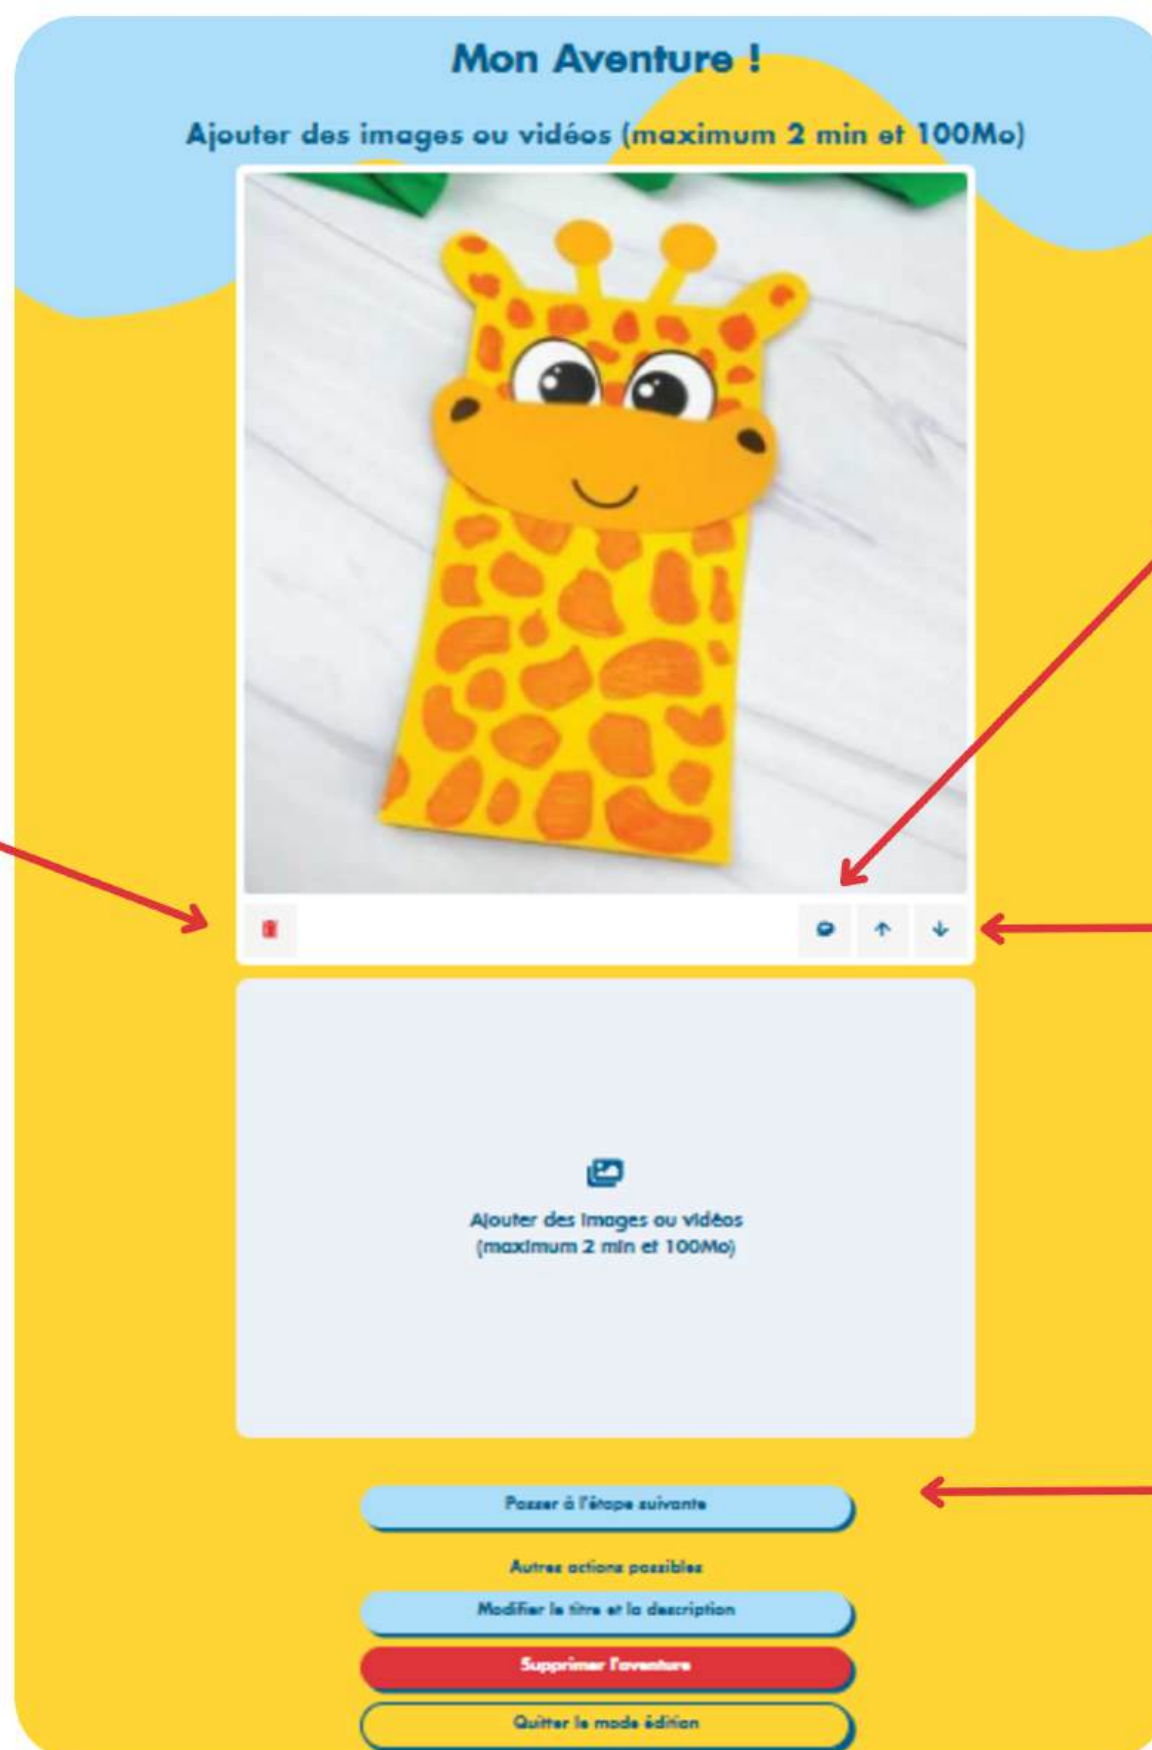 Mon Aventure !
Ajouter des images ou vidéos (maximum 2 min et 100Mo)
Ajouter des images ou vidéos
(maximum 2 min et 100Mo)
Passer à l'étape suivante
Autres actions possibles
Modifier le titre et la description
Supprimer l'aventure
Quitter le mode édition